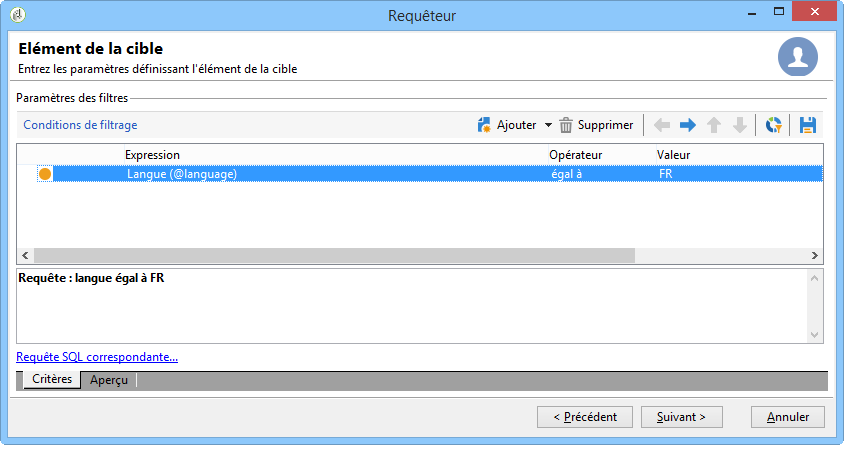 Requêteur
Elément de la cible
Entrez les paramètres définissant l'élément de la cible
Paramètres des filtres
Conditions de filtrage Ajouter Supprimer
Expression Opérateur Valeur
Langue (@language) égal à FR
Requête : langue égal à FR
Requête SQL correspondante...
Critères Aperçu
< Précédent Suivant > Annuler